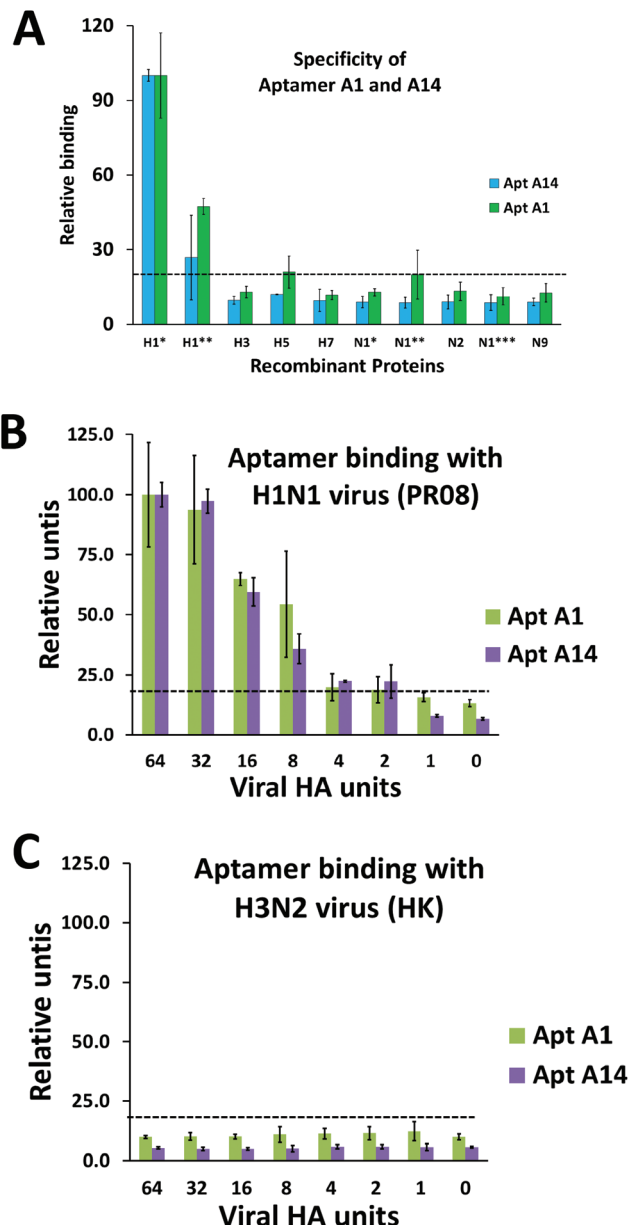 A
120
90
60
30
0
Relative binding
Specificity of
Aptamer A1 and A14
Apt A14
Apt A1
H1* H1** H3 H5 H7 N1* N1** N2 N1*** N9
Recombinant Proteins
B
125.0
100.0
75.0
50.0
25.0
0.0
Relative untis
Aptamer binding with
H1N1 virus (PR08)
Apt A1
Apt A14
64 32 16 8 4 2 1 0
Viral HA units
C
125.0
100.0
75.0
50.0
25.0
0.0
Relative untis
Aptamer binding with
H3N2 virus (HK)
Apt A1
Apt A14
64 32 16 8 4 2 1 0
Viral HA units